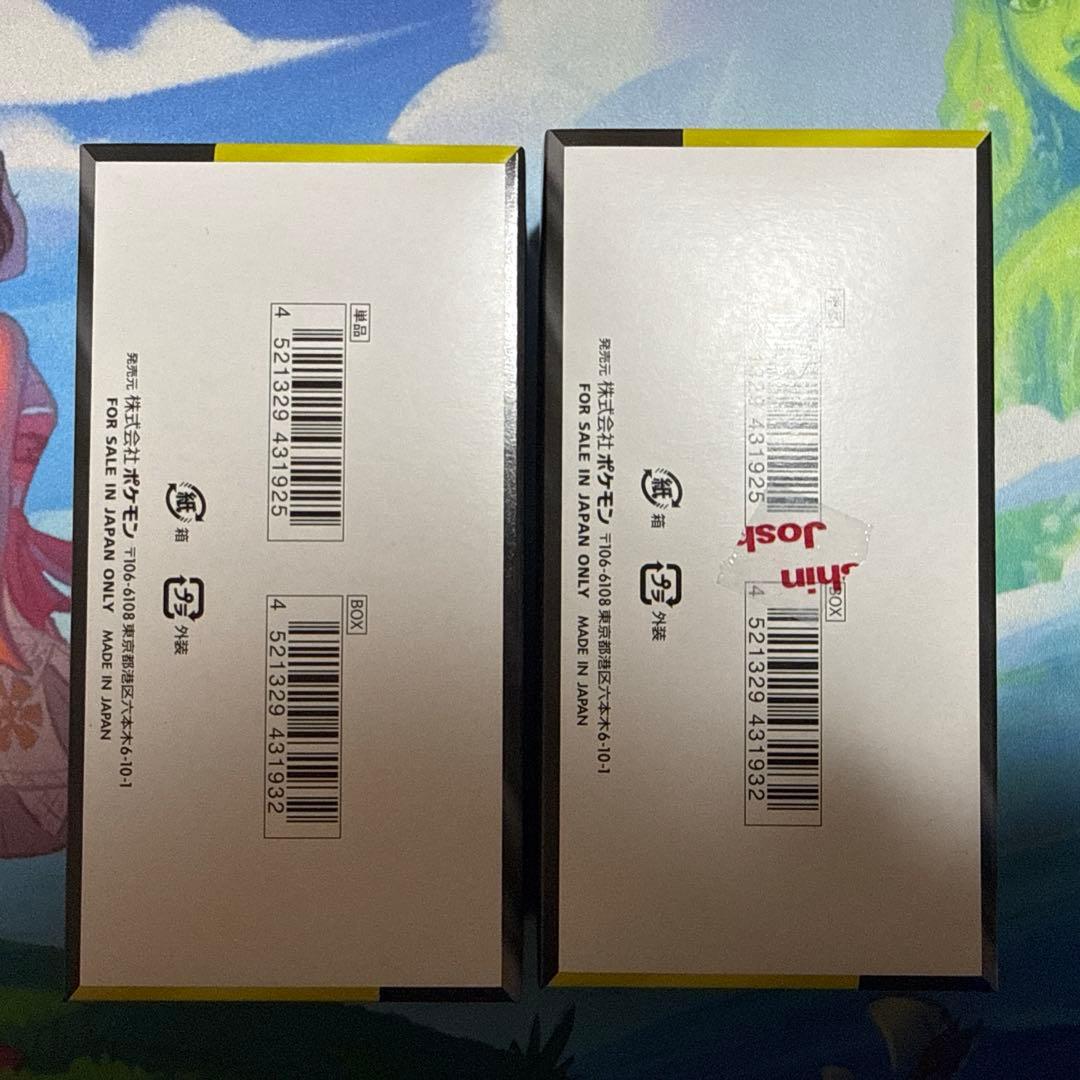 単品
4 521329 431925
BOX
4 521329 431932
紙 箱
プラ 外装
発売元 株式会社 ポケモン 〒106-6108 東京都港区六本木6-10-1
FOR SALE IN JAPAN ONLY MADE IN JAPAN
329 431925
Josh
shin
BOX
4 521329 431932
紙 箱
プラ 外装
発売元 株式会社 ポケモン 〒106-6108 東京都港区六本木6-10-1
FOR SALE IN JAPAN ONLY MADE IN JAPAN